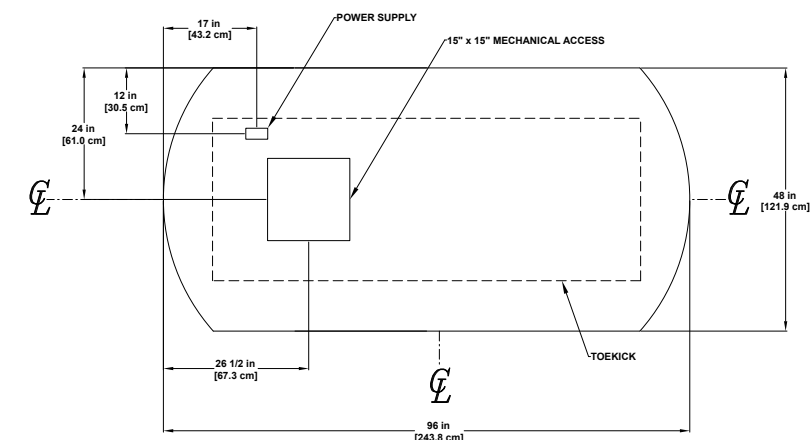 17 in
[43.2 cm]
POWER SUPPLY
15" x 15" MECHANICAL ACCESS
12 in
[30.5 cm]
24 in
[61.0 cm]
℄
℄
48 in
[121.9 cm]
TOEKICK
26 1/2 in
[67.3 cm]
℄
96 in
[243.8 cm]